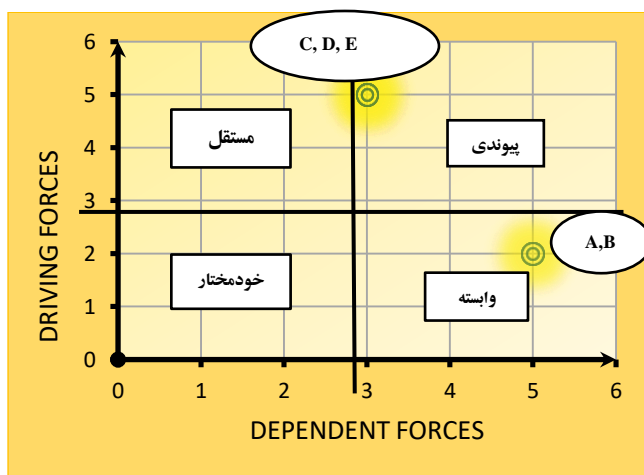 C, D, E
6
5
4
3
2
1
0
DRIVING FORCES
مستقل
پیوندی
A,B
خودمختار
وابسته
0 1 2 3 4 5 6
DEPENDENT FORCES